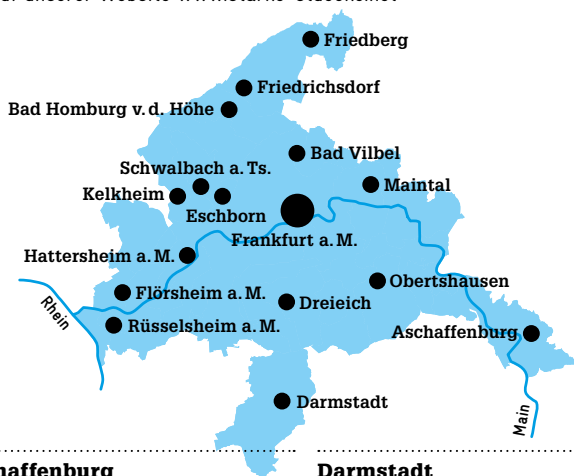 Friedberg
Friedrichsdorf
Bad Homburg v. d. Höhe
Bad Vilbel
Schwalbach a. Ts.
Maintal
Kelkheim
Eschborn
Frankfurt a. M.
Hattersheim a. M.
Obertshausen
Flörsheim a. M.
Dreieich
Rhein
Rüsselsheim a. M.
Aschaffenburg
Darmstadt
Main
haffenburg
Darmstadt